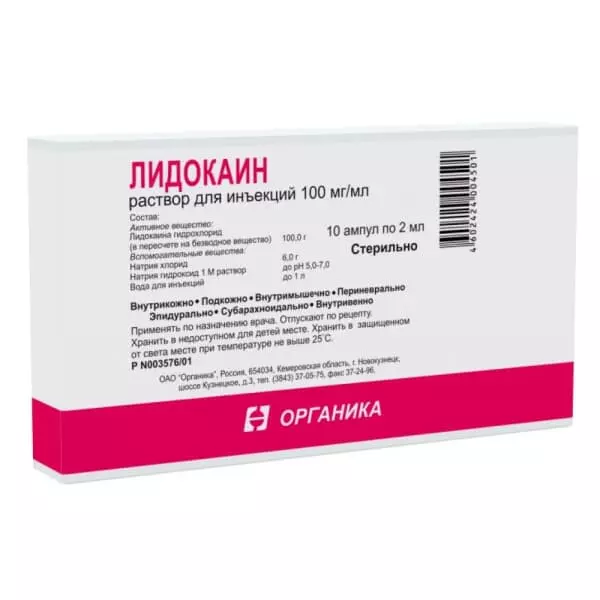 ЛИДОКАИН
раствор для инъекций 100 мг/мл
Состав:
Активное вещество:
Лидокаина гидрохлорид
(в пересчете на безводное вещество) 100,0 г
Вспомогательные вещества:
Натрия хлорид 6,0 г
Натрия гидроксид 1 М раствор до pH 5,0-7,0
Вода для инъекций до 1 л
10 ампул по 2 мл
Стерильно
4602424004501
Внутрикожно • Подкожно • Внутримышечно • Периневрально
Эпидурально • Субарахноидально • Внутривенно
Применять по назначению врача. Отпускают по рецепту.
Хранить в недоступном для детей месте. Хранить в защищенном
от света месте при температуре не выше 25°С.
Р N003576/01
ОАО "Органика", Россия, 654034, Кемеровская область, г. Новокузнецк,
шоссе Кузнецкое, д.3, тел. (3843) 37-05-75, факс 37-24-96.
ОРГАНИКА